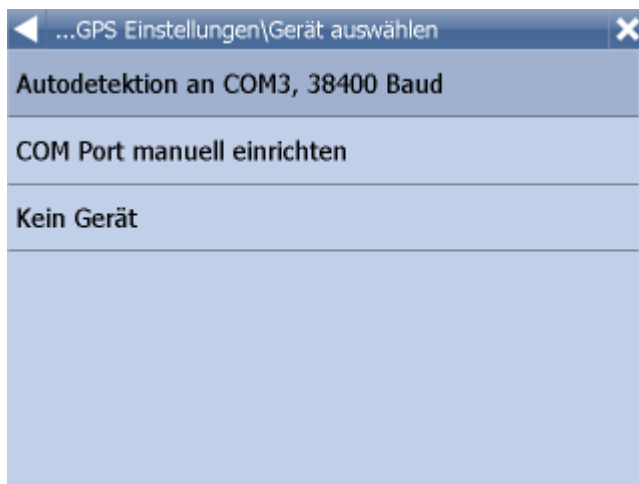 ...GPS Einstellungen\Gerät auswählen
Autodetektion an COM3, 38400 Baud
COM Port manuell einrichten
Kein Gerät